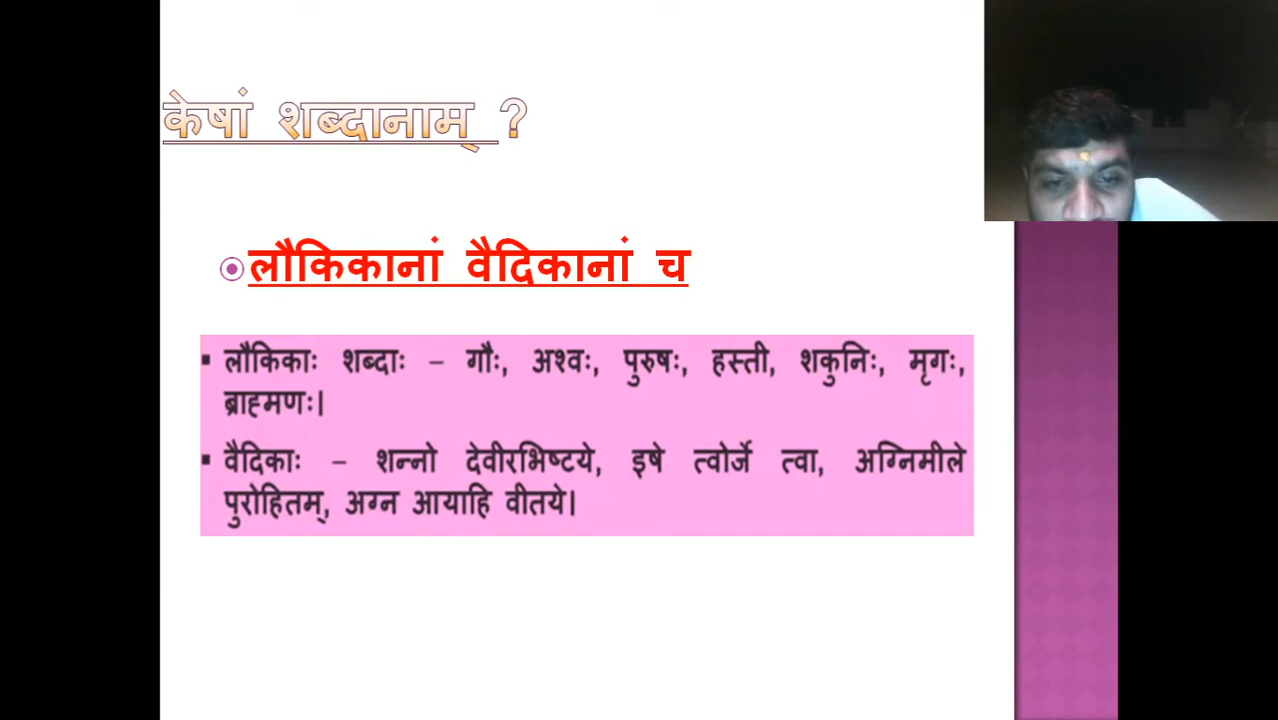 केषां शब्दानाम् ?
लौकिकानां वैदिकानां च
लौकिकाः शब्दाः – गौः, अश्वः, पुरुषः, हस्ती, शकुनिः, मृगः,
ब्राह्मणः।
वैदिकाः – शन्नो देवीरभिष्टये, इषे त्वोर्जे त्वा, अग्निमीले
पुरोहितम्, अग्न आयाहि वीतये।